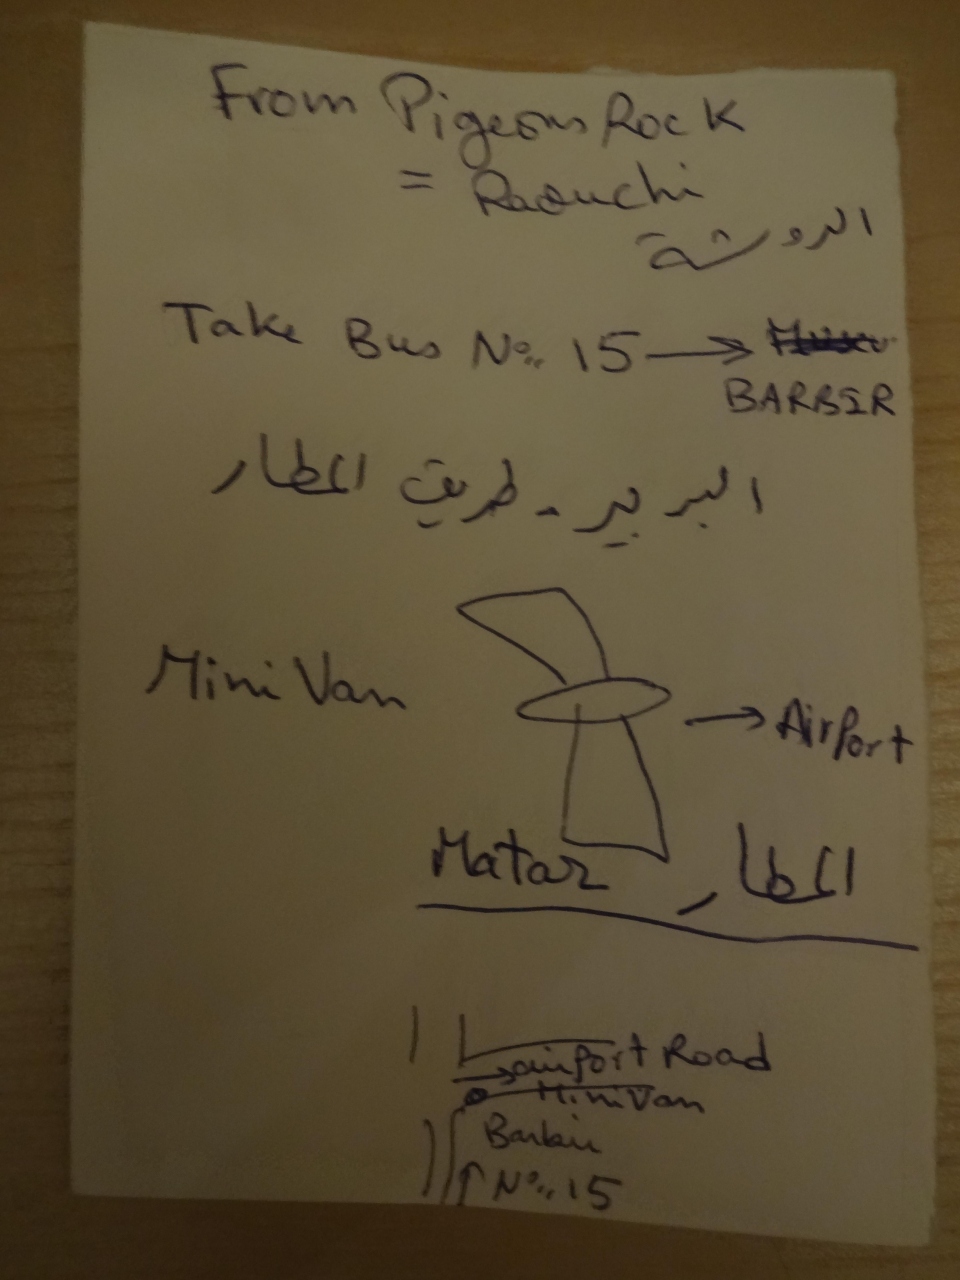 From Pigeons Rock
= Raouchi
الروشة
Take Bus No.. 15 → BARBIR
البربير - طريق المطار
Mini Van → AirPort
Matar المطار
→ airport Road
Mini Van
Barbir
↑ No.. 15